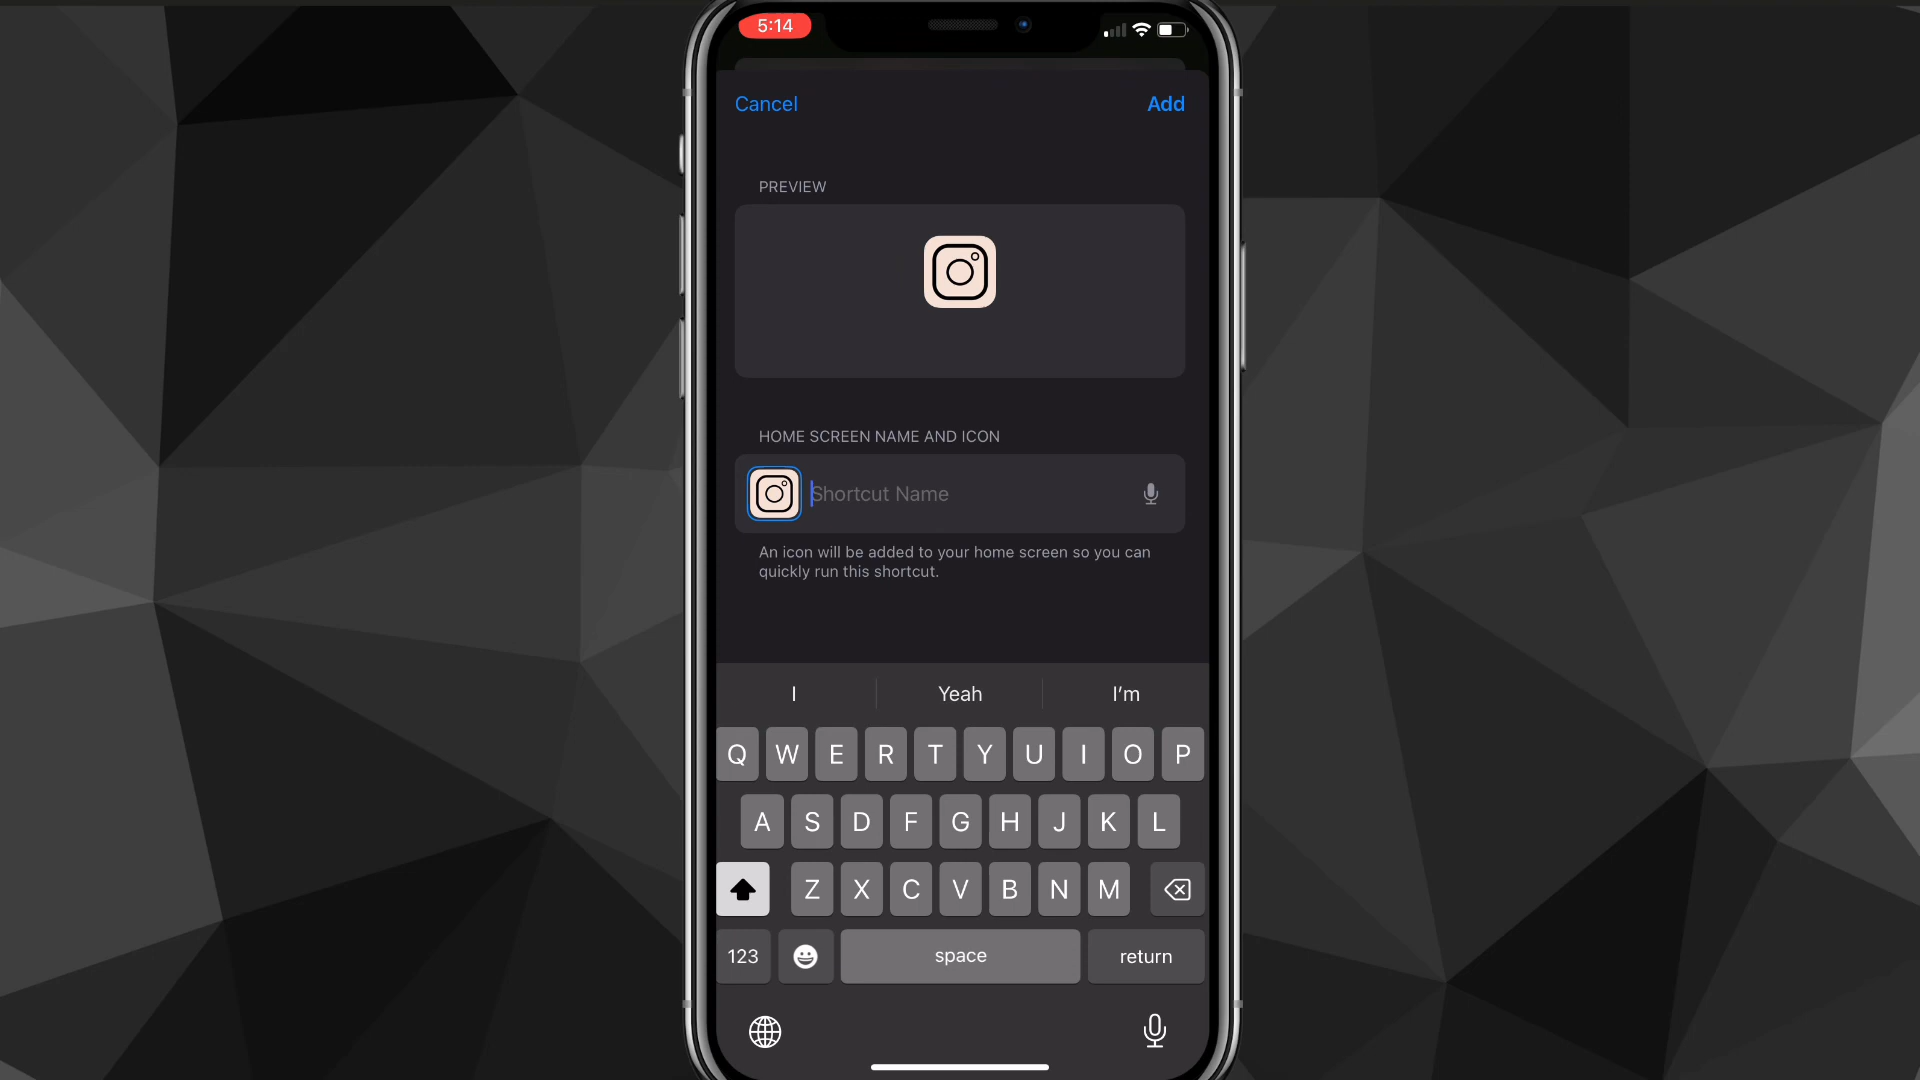 5:14
Cancel
Add
PREVIEW
HOME SCREEN NAME AND ICON
Shortcut Name
An icon will be added to your home screen so you can
quickly run this shortcut.
I Yeah I'm
Q W E R T Y U I O P
A S D F G H J K L
Z X C V B N M
123 space return